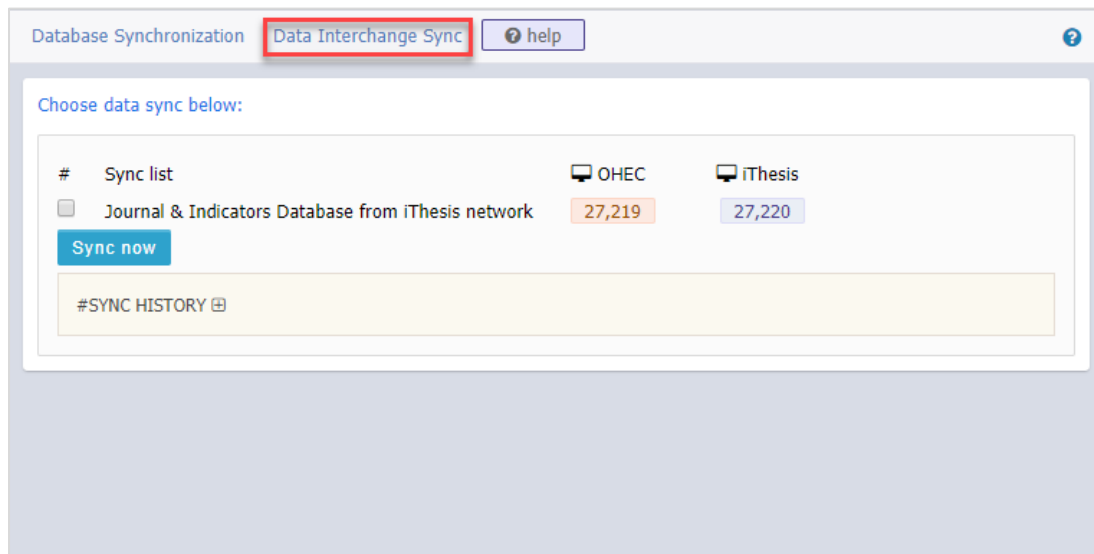 Database Synchronization Data Interchange Sync help
Choose data sync below:
# Sync list OHEC iThesis
Journal & Indicators Database from iThesis network 27,219 27,220
Sync now
#SYNC HISTORY